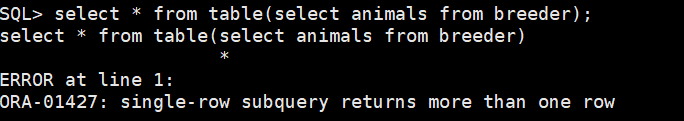 SQL> select * from table(select animals from breeder);
select * from table(select animals from breeder)
*
ERROR at line 1:
ORA-01427: single-row subquery returns more than one row